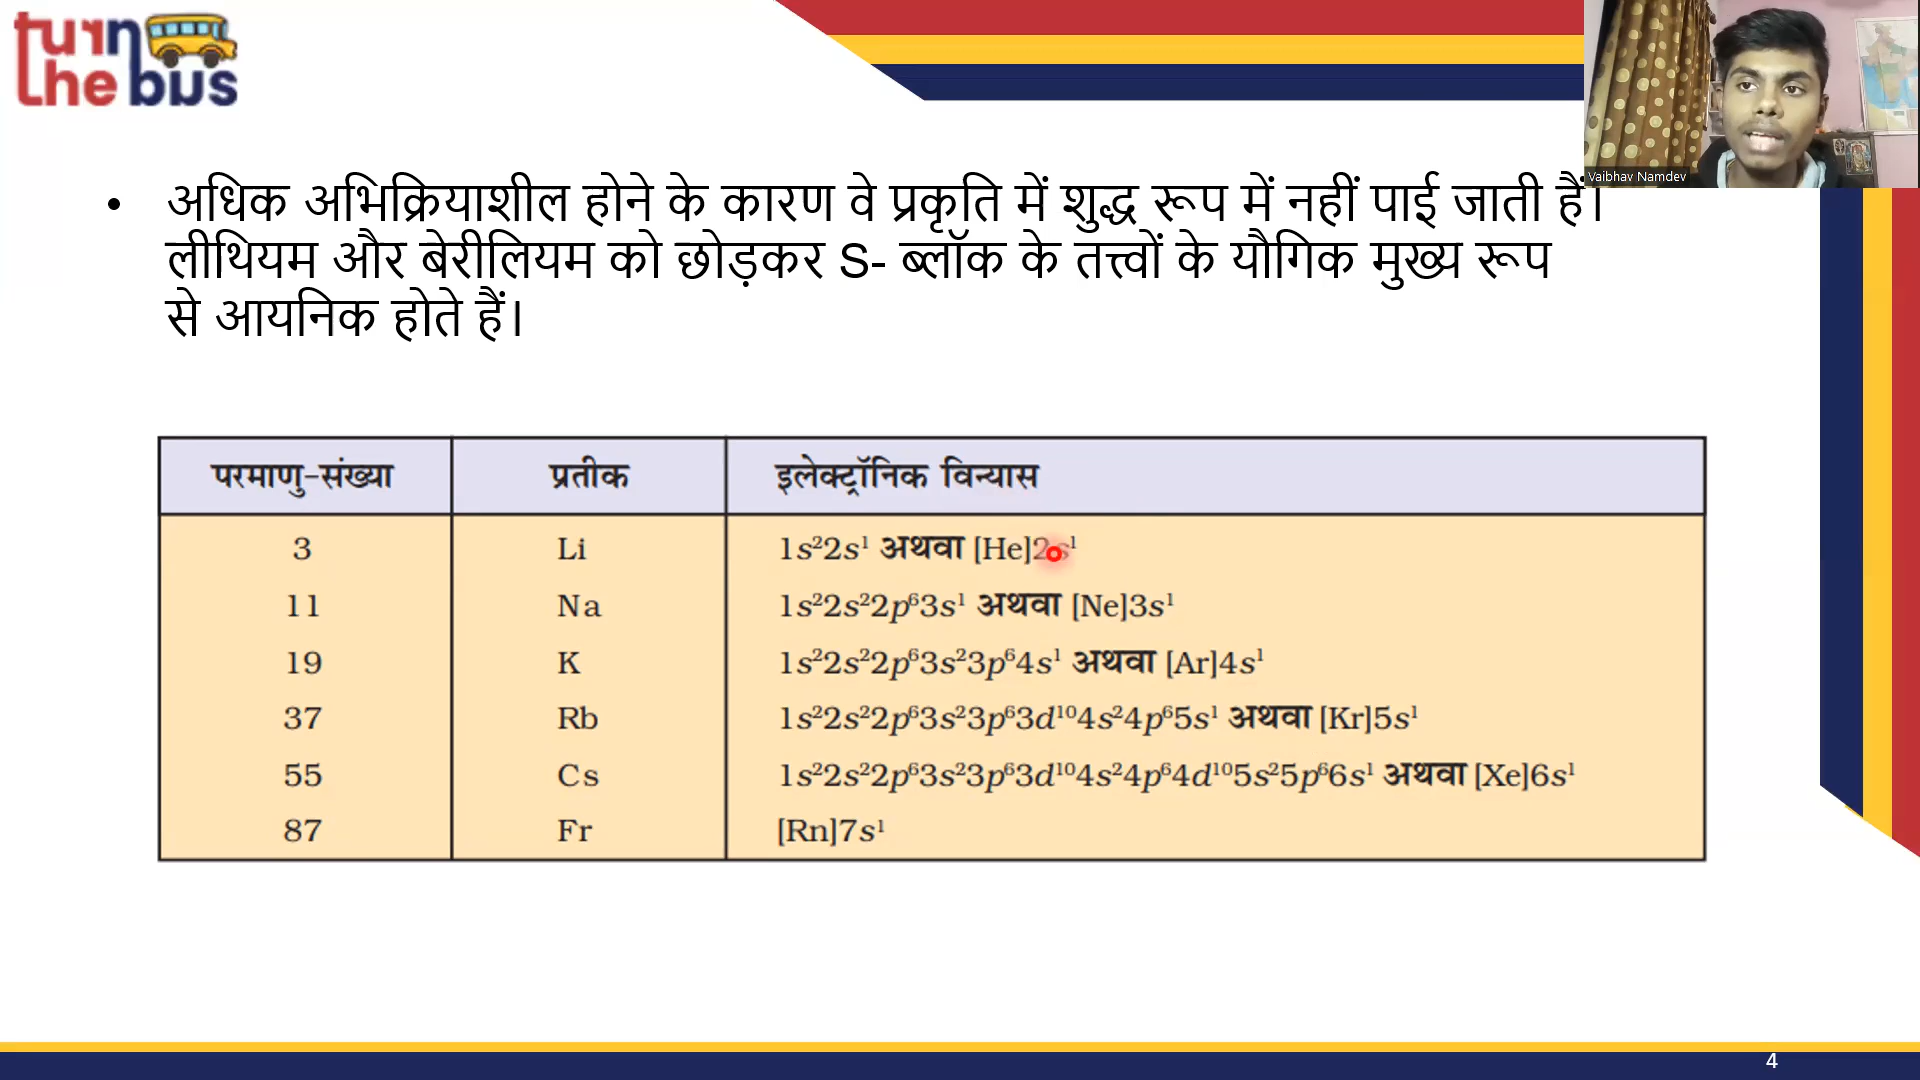 turn
the bus
Vaibhav Namdev
• अधिक अभिक्रियाशील होने के कारण वे प्रकृति में शुद्ध रूप में नहीं पाई जाती हैं।
लीथियम और बेरीलियम को छोड़कर S- ब्लॉक के तत्त्वों के यौगिक मुख्य रूप
से आयनिक होते हैं।
परमाणु-संख्या प्रतीक इलेक्ट्रॉनिक विन्यास
3 Li 1s²2s¹ अथवा [He]2s¹
11 Na 1s²2s²2p⁶3s¹ अथवा [Ne]3s¹
19 K 1s²2s²2p⁶3s²3p⁶4s¹ अथवा [Ar]4s¹
37 Rb 1s²2s²2p⁶3s²3p⁶3d¹⁰4s²4p⁶5s¹ अथवा [Kr]5s¹
55 Cs 1s²2s²2p⁶3s²3p⁶3d¹⁰4s²4p⁶4d¹⁰5s²5p⁶6s¹ अथवा [Xe]6s¹
87 Fr [Rn]7s¹
4